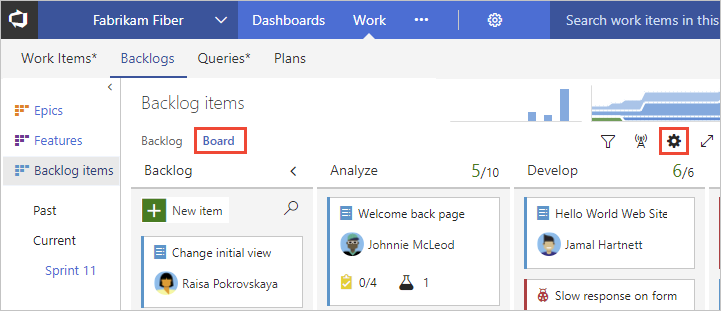 Fabrikam Fiber Dashboards Work ••• Search work items in this
Work Items* Backlogs Queries* Plans
Epics
Features
Backlog items
Past
Current
Sprint 11
Backlog items
Backlog Board
Backlog Analyze 5/10 Develop 6/6
New item
Change initial view
Raisa Pokrovskaya
Welcome back page
Johnnie McLeod
0/4 1
Hello World Web Site
Jamal Hartnett
Slow response on form